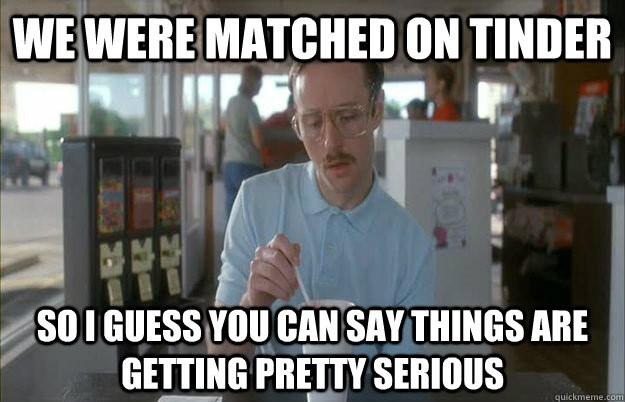 WE WERE MATCHED ON TINDER
SO I GUESS YOU CAN SAY THINGS ARE
GETTING PRETTY SERIOUS
quickmeme.com